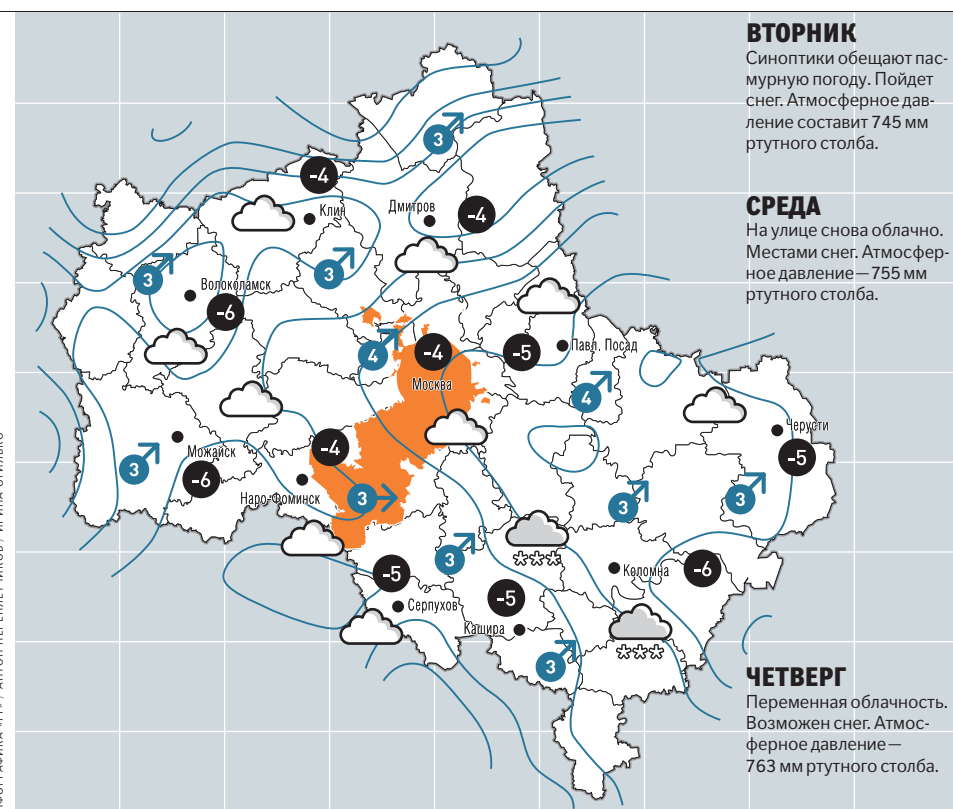 ВТОРНИК
Синоптики обещают пас-
мурную погоду. Пойдет
снег. Атмосферное дав-
ление составит 745 мм
ртутного столба.
СРЕДА
На улице снова облачно.
Местами снег. Атмосфер-
ное давление — 755 мм
ртутного столба.
ЧЕТВЕРГ
Переменная облачность.
Возможен снег. Атмос-
ферное давление —
763 мм ртутного столба.
3
-4
Клин
Дмитров
-4
3
3
Волоколамск
-6
4
-4
Москва
-5
Павл. Посад
4
Черусти
-5
Можайск
3
-6
-4
Наро-Фоминск
3
3
3
***
3
-5
Серпухов
-5
Кашира
Коломна
-6
***
3